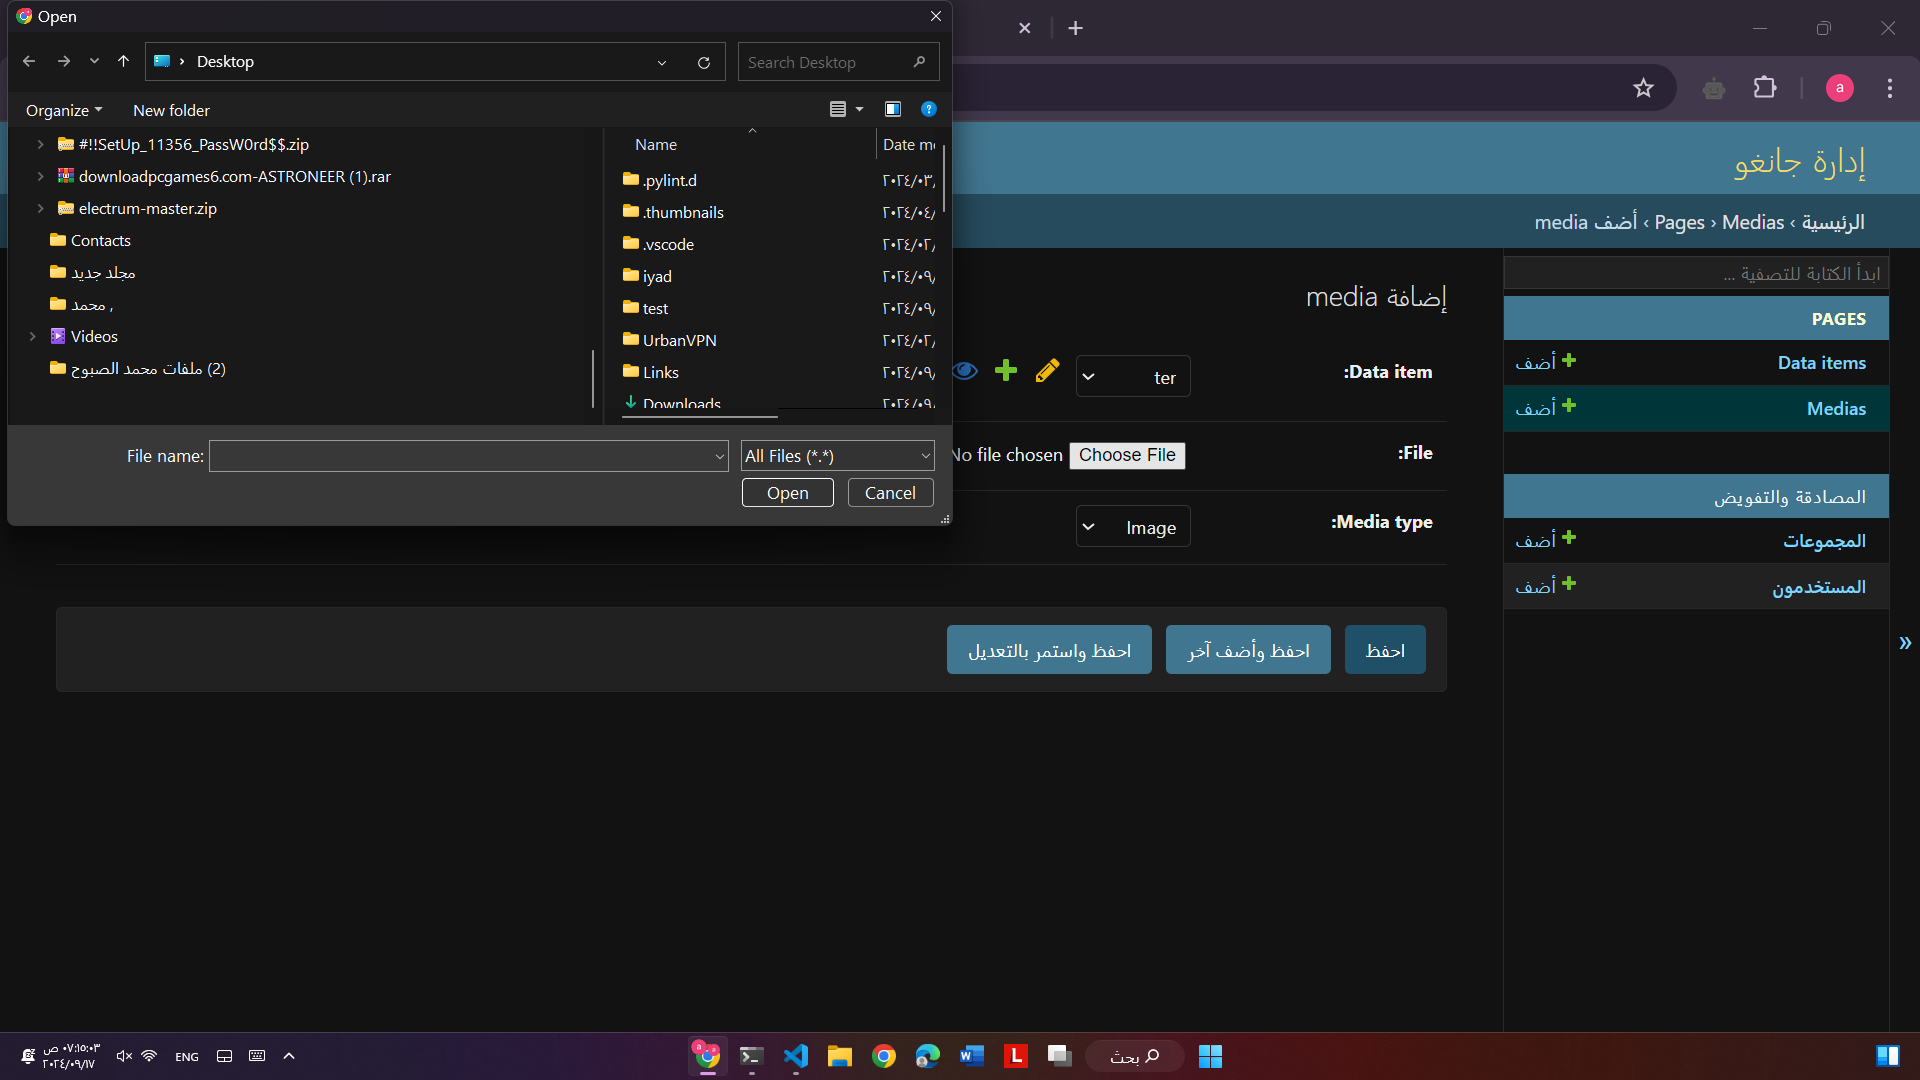 Open
Desktop
Search Desktop
Organize
New folder
#!!SetUp_11356_PassW0rd$$.zip
downloadpcgames6.com-ASTRONEER (1).rar
electrum-master.zip
Contacts
مجلد جديد
محمد ,
Videos
ملفات محمد الصبوح (2)
Name
Date m
.pylint.d
٢٠٢٤/٠٣/
.thumbnails
٢٠٢٤/٠٤/
.vscode
٢٠٢٤/٠٢/
iyad
٢٠٢٤/٠٩/
test
٢٠٢٤/٠٩/
UrbanVPN
٢٠٢٤/٠٢/
Links
٢٠٢٤/٠٩/
Downloads
٢٠٢٤/٠٩/
File name:
All Files (*.*)
Open
Cancel
a
إدارة جانغو
الرئيسية › Medias › Pages › أضف media
ابدأ الكتابة للتصفية ...
PAGES
Data items
أضف
Medias
أضف
المصادقة والتفويض
المجموعات
أضف
المستخدمون
أضف
»
إضافة media
Data item:
ter
File:
Choose File
No file chosen
Media type:
Image
احفظ
احفظ وأضف آخر
احفظ واستمر بالتعديل
٠٧:١٥:٠٣ ص
٢٠٢٤/٠٩/١٧
ENG
بحث